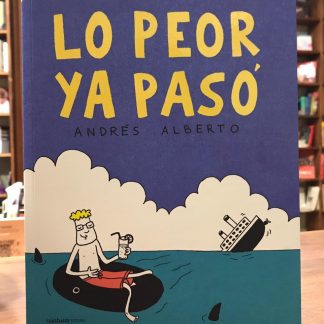 LO PEOR
YA PASÓ
ANDRÉS ALBERTO